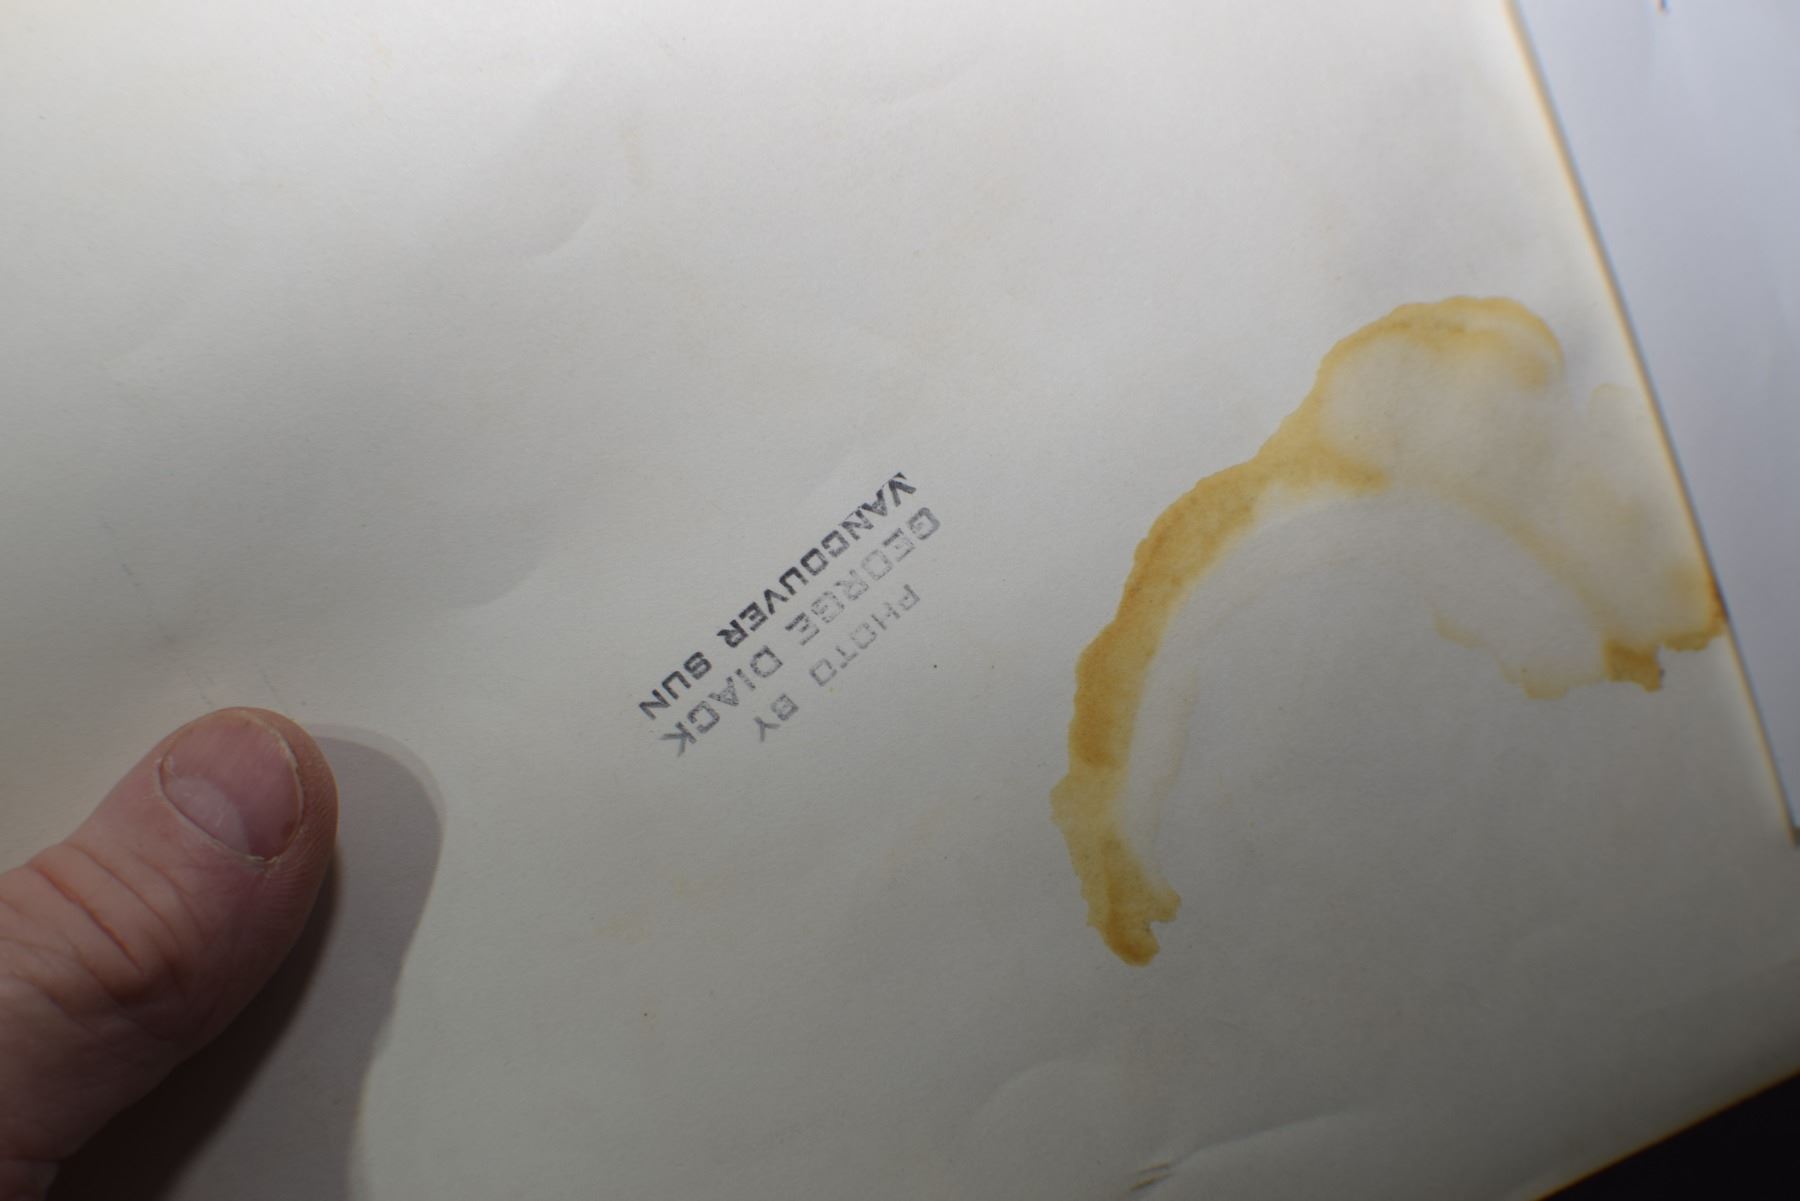 PHOTO BY
GEORGE DIACK
VANCOUVER SUN